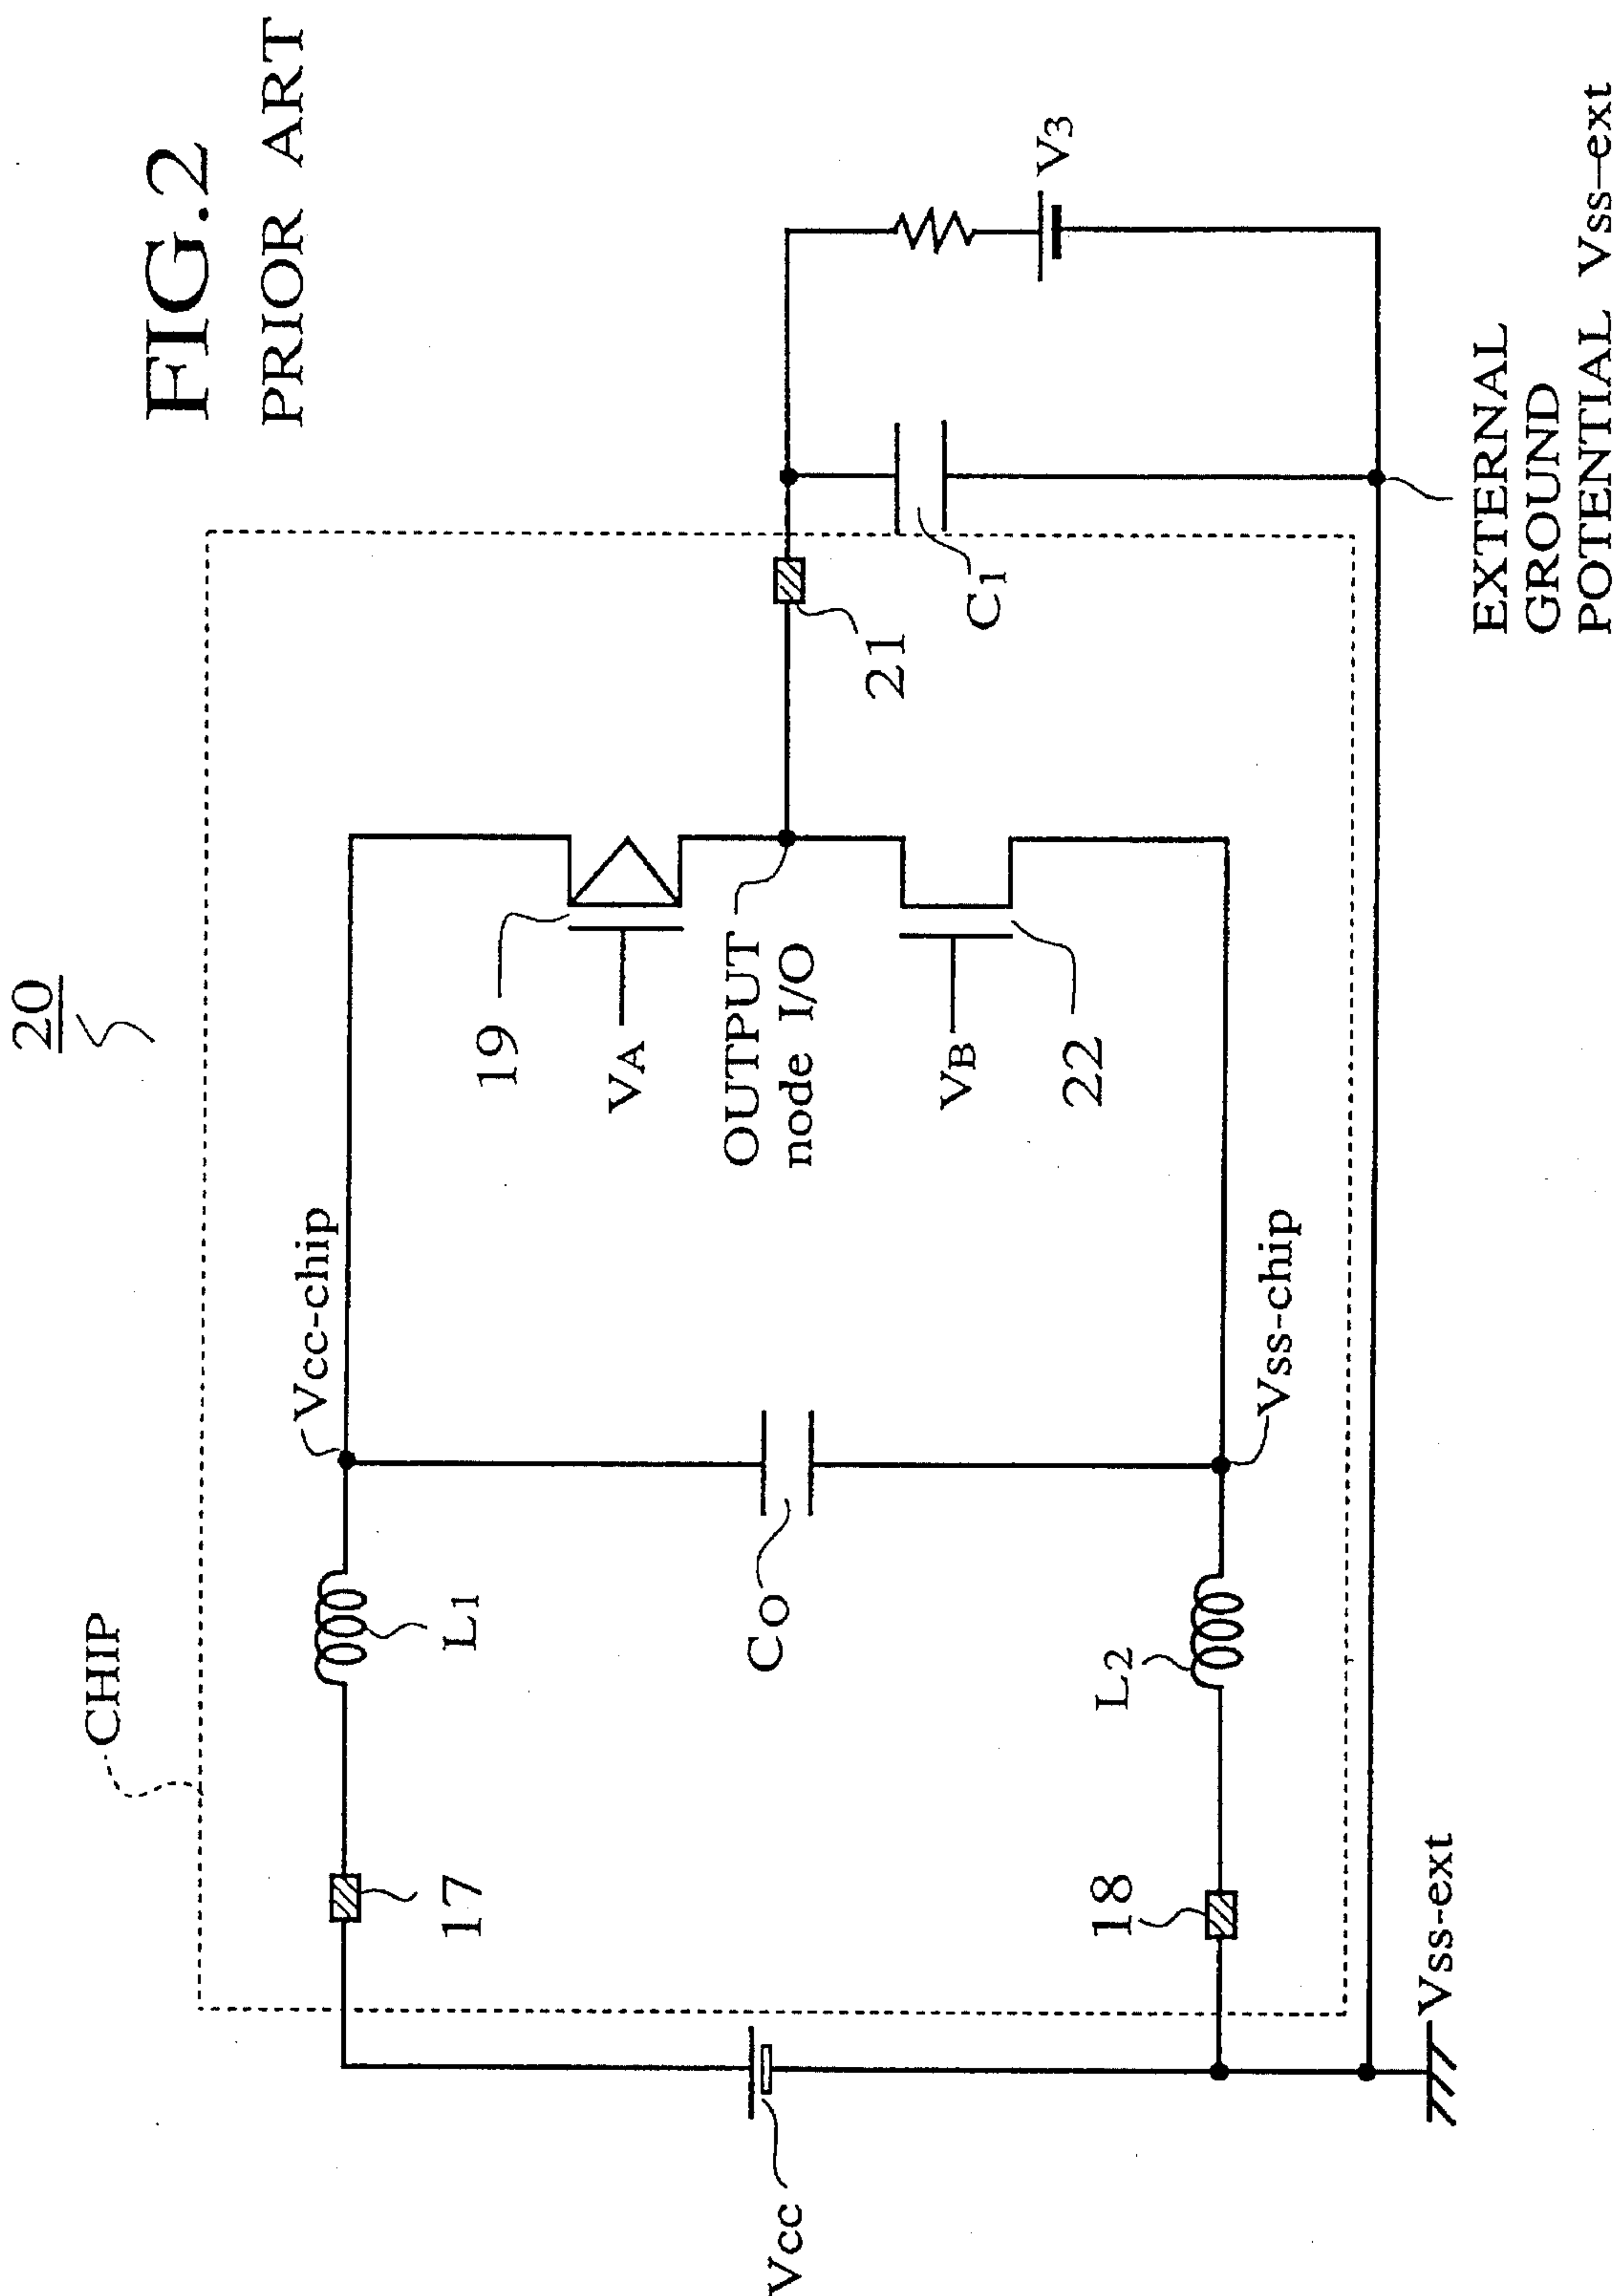 20
FIG.2
PRIOR ART
CHIP
Vcc-chip
L1
17
19
VA
OUTPUT
node I/O
VB
22
21
C1
V3
Vcc
C0
L2
18
Vss-chip
Vss-ext
EXTERNAL
GROUND
POTENTIAL Vss-ext